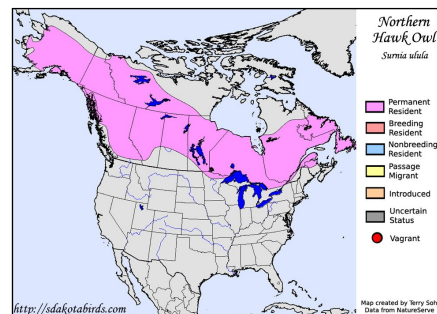 Northern
Hawk Owl
Surnia ulula
Permanent
Resident
Breeding
Resident
Nonbreeding
Resident
Passage
Migrant
Introduced
Uncertain
Status
Vagrant
http://sdakotabirds.com
Map created by Terry Soh
Data from NatureServe